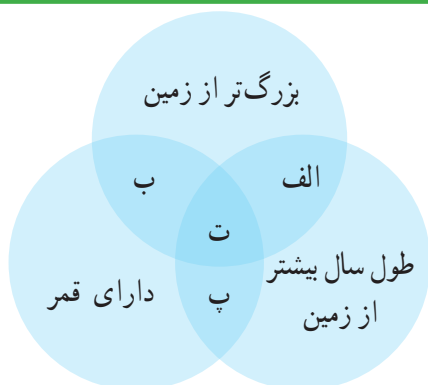 بزرگ‌تر از زمین
ب
الف
ت
طول سال بیشتر
از زمین
پ
دارای قمر